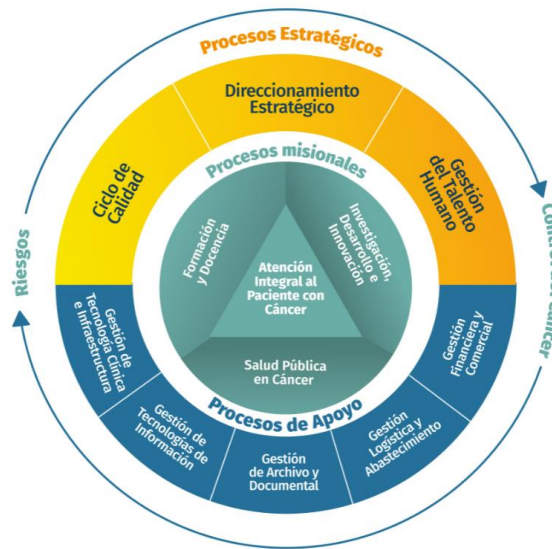 Procesos Estratégicos
Direccionamiento
Estratégico
Ciclo de
Calidad
Gestión
del Talento
Humano
Procesos misionales
Formación
y Docencia
Investigación,
Desarrollo e
Innovación
Atención
Integral al
Paciente con
Cáncer
Salud Pública
en Cáncer
Procesos de Apoyo
Gestión de
Tecnología Clínica
e Infraestructura
Gestión de
Tecnologías de
Información
Gestión
de Archivo y
Documental
Gestión
Logística y
Abastecimiento
Gestión
Financiera y
Comercial
Riesgos